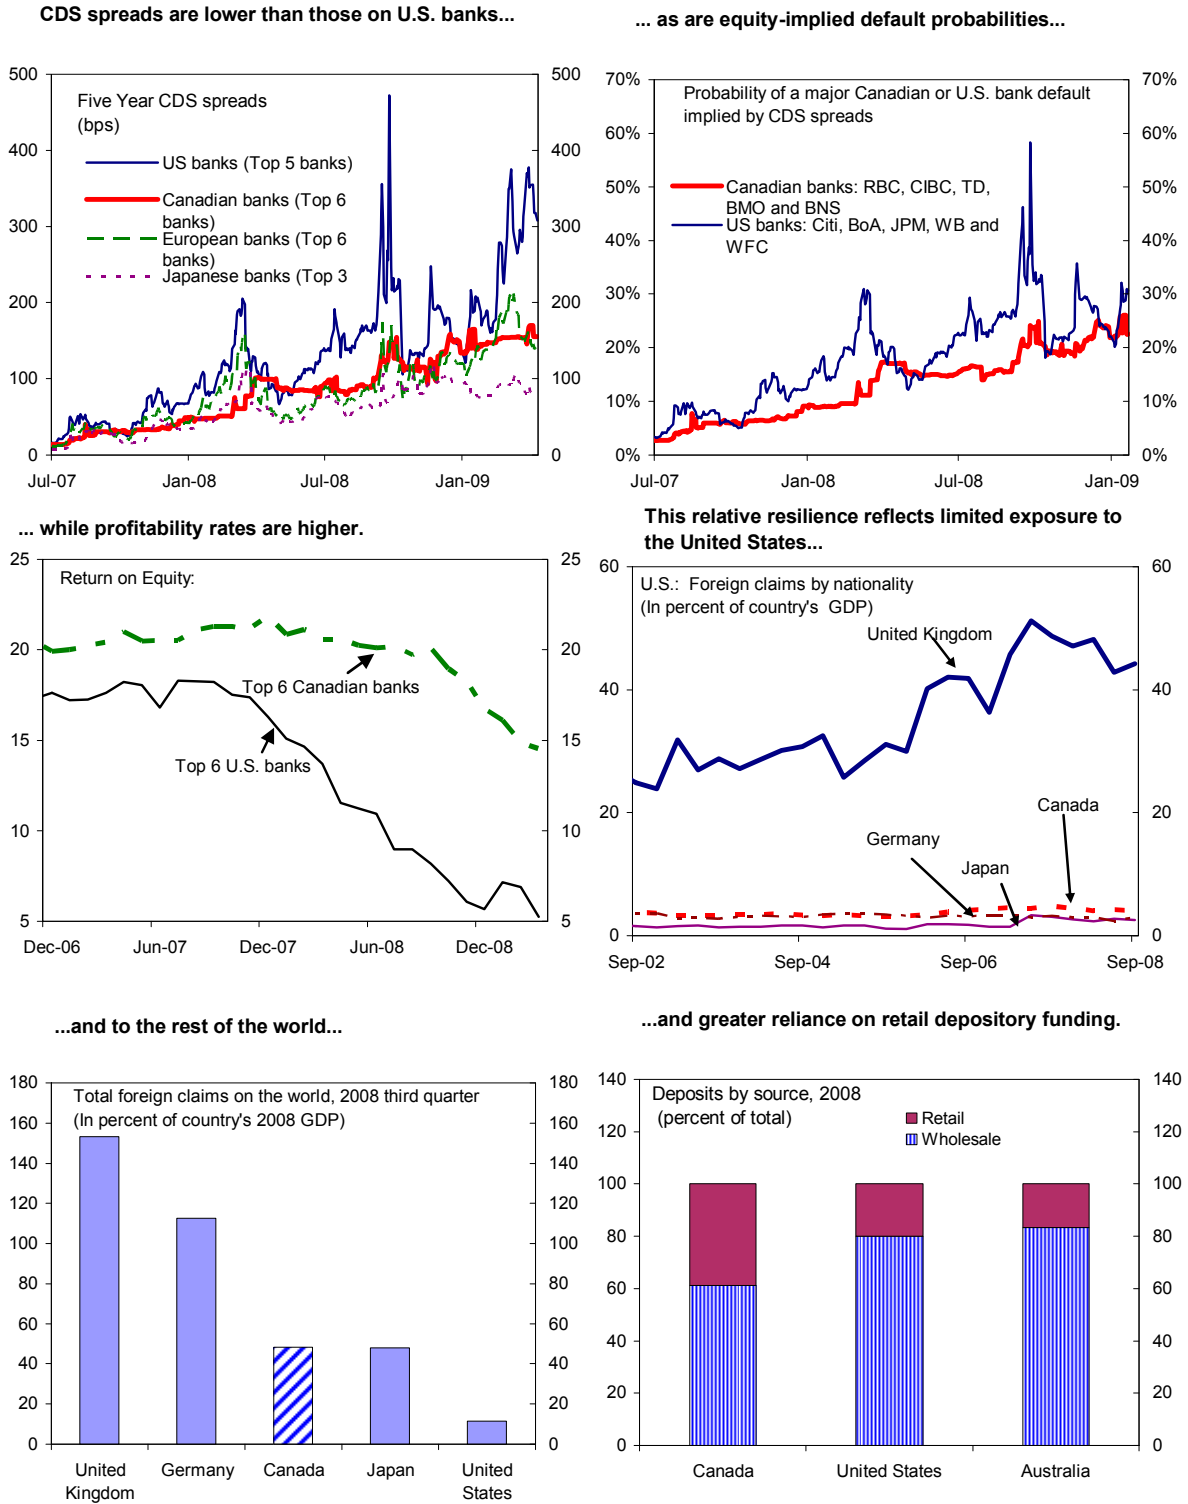 CDS spreads are lower than those on U.S. banks...
500
400
300
200
100
0
500
400
300
200
100
0
Five Year CDS spreads
(bps)
US banks (Top 5 banks)
Canadian banks (Top 6
banks)
European banks (Top 6
banks)
Japanese banks (Top 3
Jul-07
Jan-08
Jul-08
Jan-09
... as are equity-implied default probabilities...
70%
60%
50%
40%
30%
20%
10%
0%
70%
60%
50%
40%
30%
20%
10%
0%
Probability of a major Canadian or U.S. bank default
implied by CDS spreads
Canadian banks: RBC, CIBC, TD,
BMO and BNS
US banks: Citi, BoA, JPM, WB and
WFC
Jul-07
Jan-08
Jul-08
Jan-09
... while profitability rates are higher.
25
20
15
10
5
25
20
15
10
5
Return on Equity:
Top 6 Canadian banks
Top 6 U.S. banks
Dec-06
Jun-07
Dec-07
Jun-08
Dec-08
This relative resilience reflects limited exposure to
the United States...
60
40
20
0
60
40
20
0
U.S.: Foreign claims by nationality
(In percent of country's GDP)
United Kingdom
Canada
Germany
Japan
Sep-02
Sep-04
Sep-06
Sep-08
...and to the rest of the world...
180
160
140
120
100
80
60
40
20
0
180
160
140
120
100
80
60
40
20
0
Total foreign claims on the world, 2008 third quarter
(In percent of country's 2008 GDP)
United
Kingdom
Germany
Canada
Japan
United
States
...and greater reliance on retail depository funding.
140
120
100
80
60
40
20
0
140
120
100
80
60
40
20
0
Deposits by source, 2008
(percent of total)
Retail
Wholesale
Canada
United States
Australia